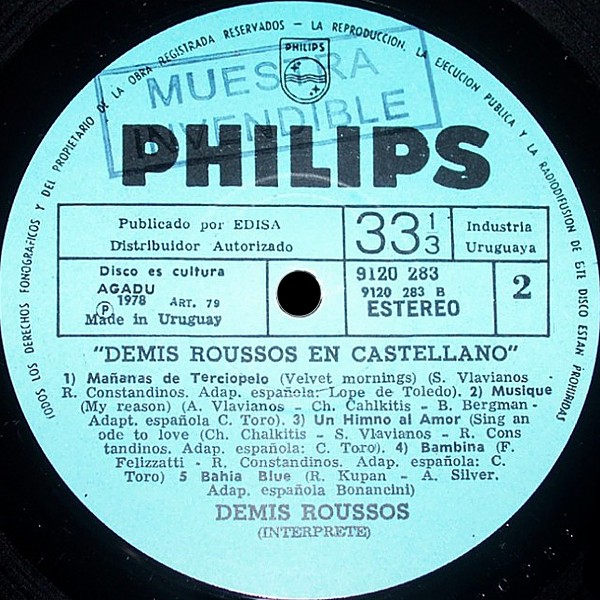 TODOS LOS DERECHOS FONOGRAFICOS Y DEL PROPIETARIO DE LA OBRA REGISTRADA RESERVADOS — LA REPRODUCCION, LA EJECUCION PUBLICA Y LA RADIODIFUSION DE ESTE DISCO ESTAN PROHIBIDAS
PHILIPS
MUESTRA
INVENDIBLE
PHILIPS
Publicado por EDISA
Distribuidor Autorizado
33 1/3
Industria
Uruguaya
Disco es cultura
AGADU
Ⓟ 1978 ART. 79
Made in Uruguay
9120 283
9120 283 B
ESTEREO
2
"DEMIS ROUSSOS EN CASTELLANO"
1) Mañanas de Terciopelo (Velvet mornings) (S. Vlavianos -
R. Constandinos. Adap. española: Lope de Toledo). 2) Musique
(My reason) (A. Vlavianos - Ch. Cahlkitis - B. Bergman-
Adapt. española C. Toro). 3) Un Himno al Amor (Sing an
ode to love (Ch. Chalkitis - S. Vlavianos - R. Cons
tandinos. Adap. española: C. Toro). 4) Bambina (F.
Felizzatti - R. Constandinos. Adap. española: C.
Toro) 5 Bahia Blue (R. Kupan - A. Silver.
Adap. española Bonancini)
DEMIS ROUSSOS
(INTERPRETE)